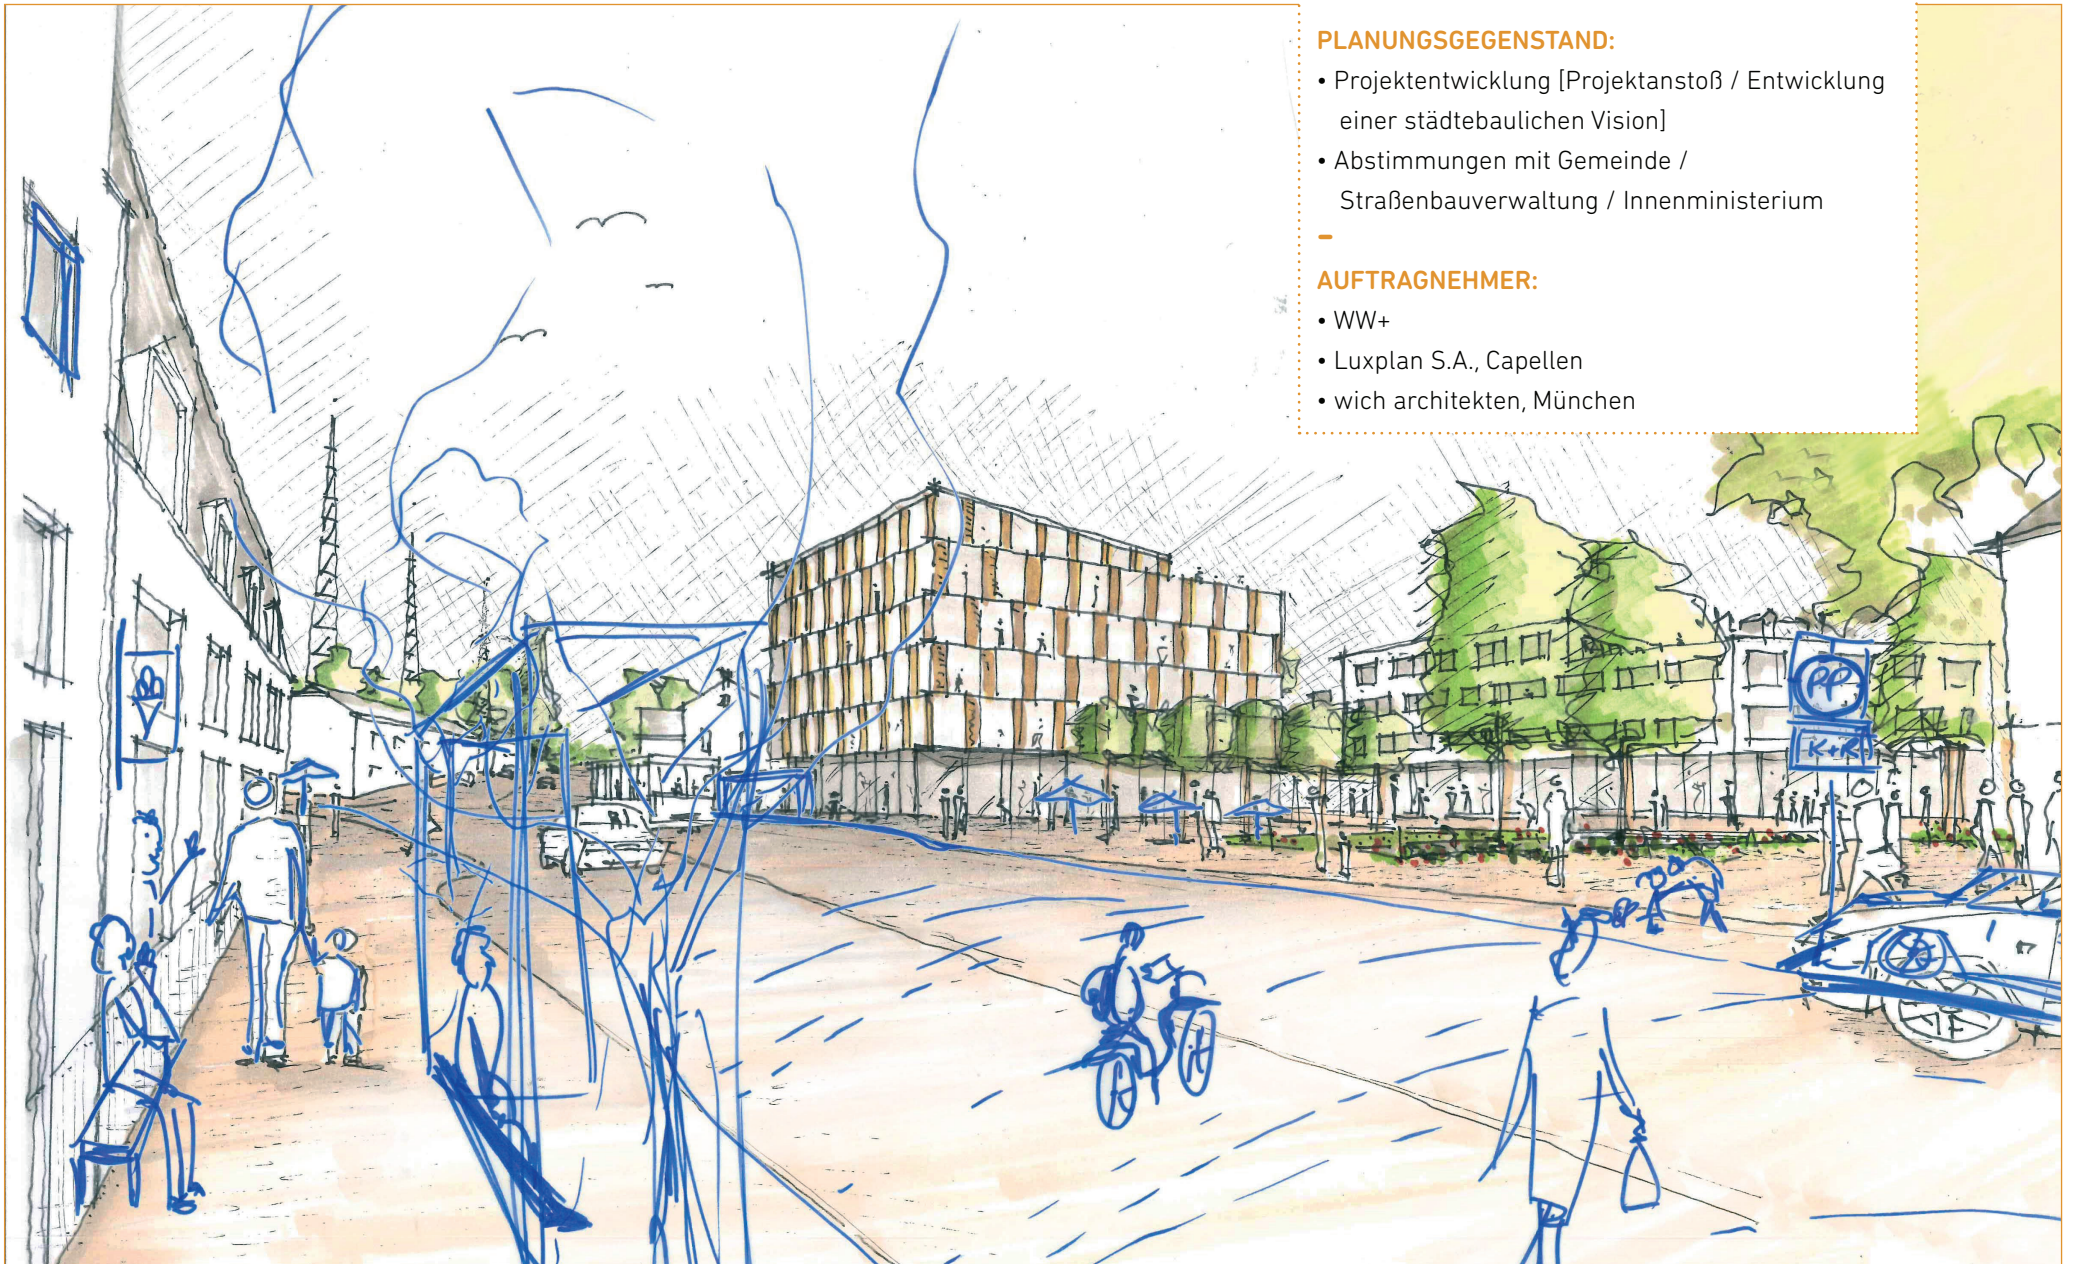 PLANUNGSGEGENSTAND:
• Projektentwicklung [Projektanstoß / Entwicklung
einer städtebaulichen Vision]
• Abstimmungen mit Gemeinde /
Straßenbauverwaltung / Innenministerium
–
AUFTRAGNEHMER:
• WW+
• Luxplan S.A., Capellen
• wich architekten, München
PP
K+R